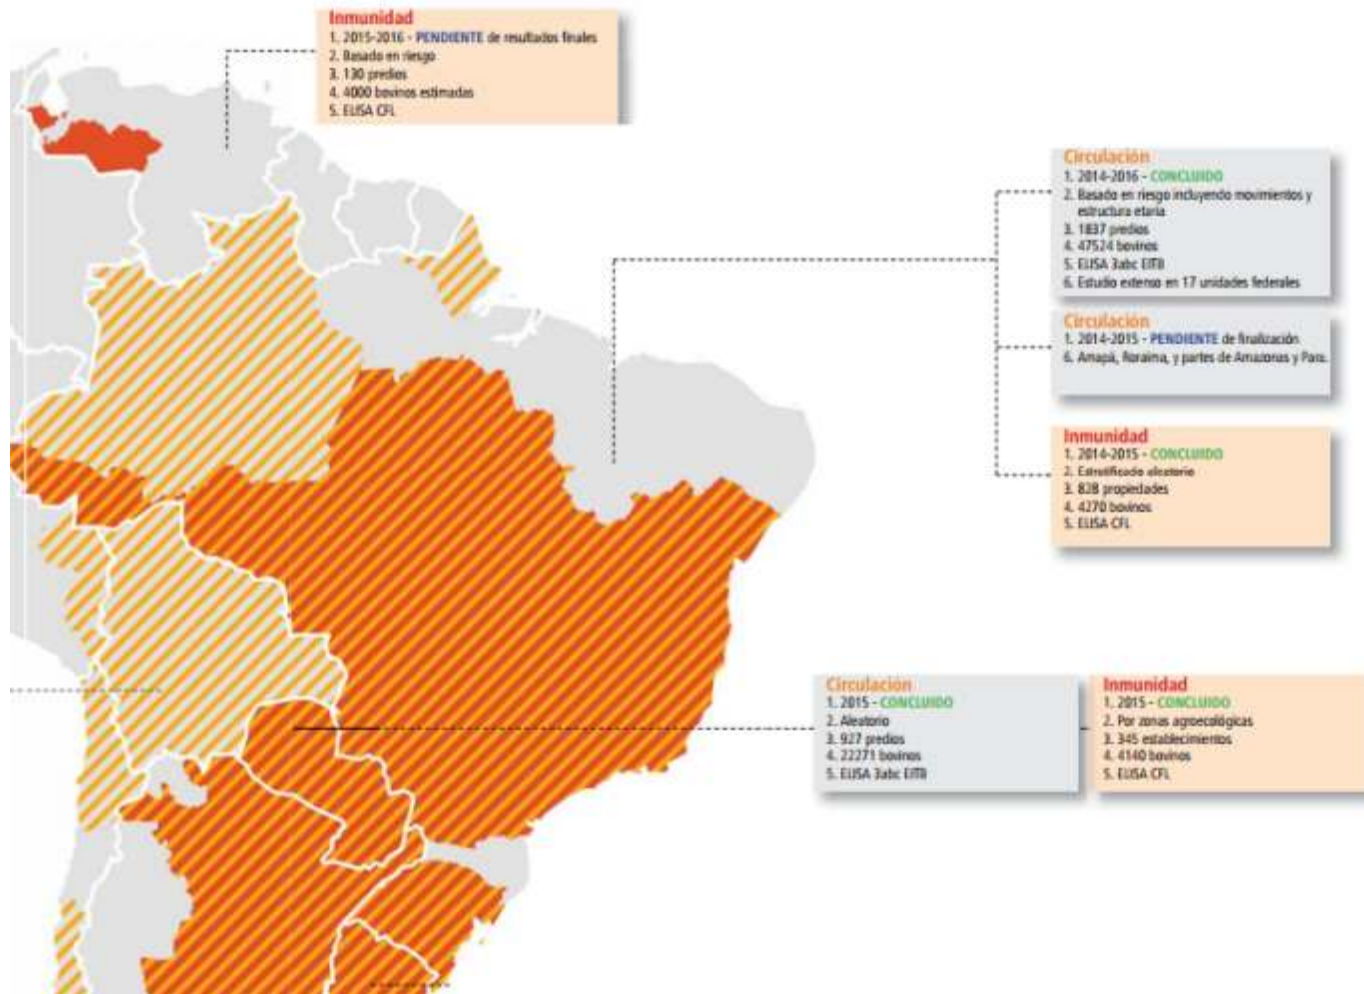 Inmunidad
1. 2015-2016 - PENDIENTE de resultados finales
2. Basado en riesgo
3. 130 predios
4. 4000 bovinos estimadas
5. ELISA CFL
Circulación
1. 2014-2016 - CONCLUIDO
2. Basado en riesgo incluyendo movimientos y
estructura etaria
3. 1837 predios
4. 47524 bovinos
5. ELISA 3abc EITB
6. Estudio extenso en 17 unidades federales
Circulación
1. 2014-2015 - PENDIENTE de finalización
6. Amapá, Roraima, y partes de Amazonas y Para.
Inmunidad
1. 2014-2015 - CONCLUIDO
2. Estratificado aleatorio
3. 828 propiedades
4. 4270 bovinos
5. ELISA CFL
Circulación
1. 2015 - CONCLUIDO
2. Aleatorio
3. 927 predios
4. 22271 bovinos
5. ELISA 3abc EITB
Inmunidad
1. 2015 - CONCLUIDO
2. Por zonas agroecológicas
3. 345 establecimientos
4. 4140 bovinos
5. ELISA CFL